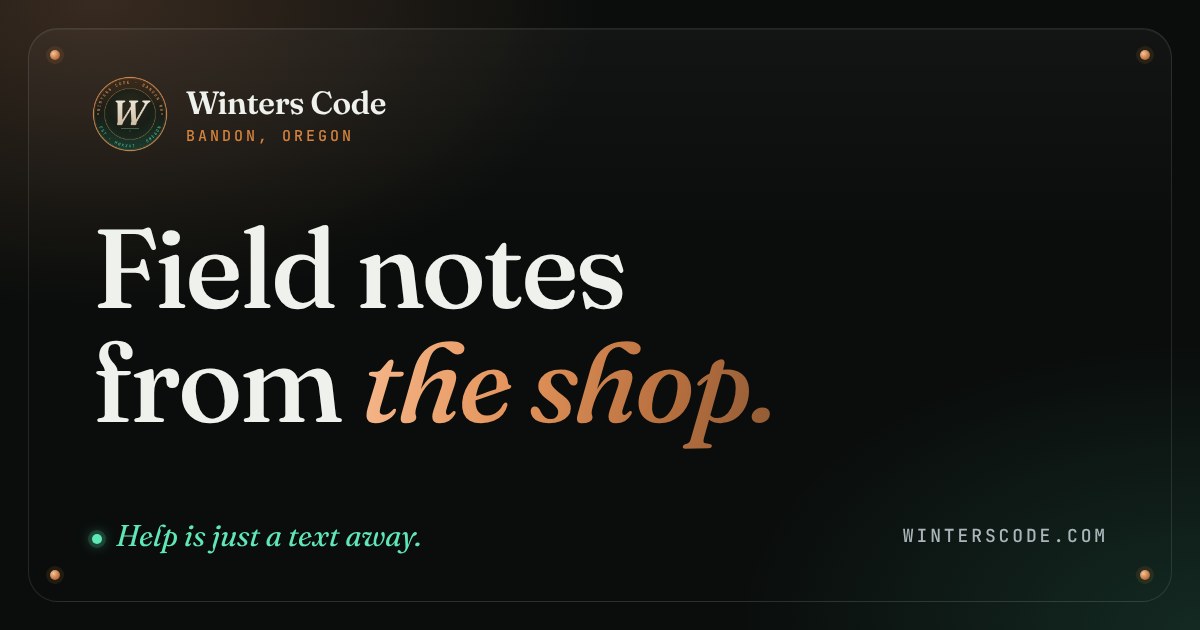 W
Winters Code
BANDON, OREGON
Field notes
from the shop.
Help is just a text away.
WINTERSCODE.COM